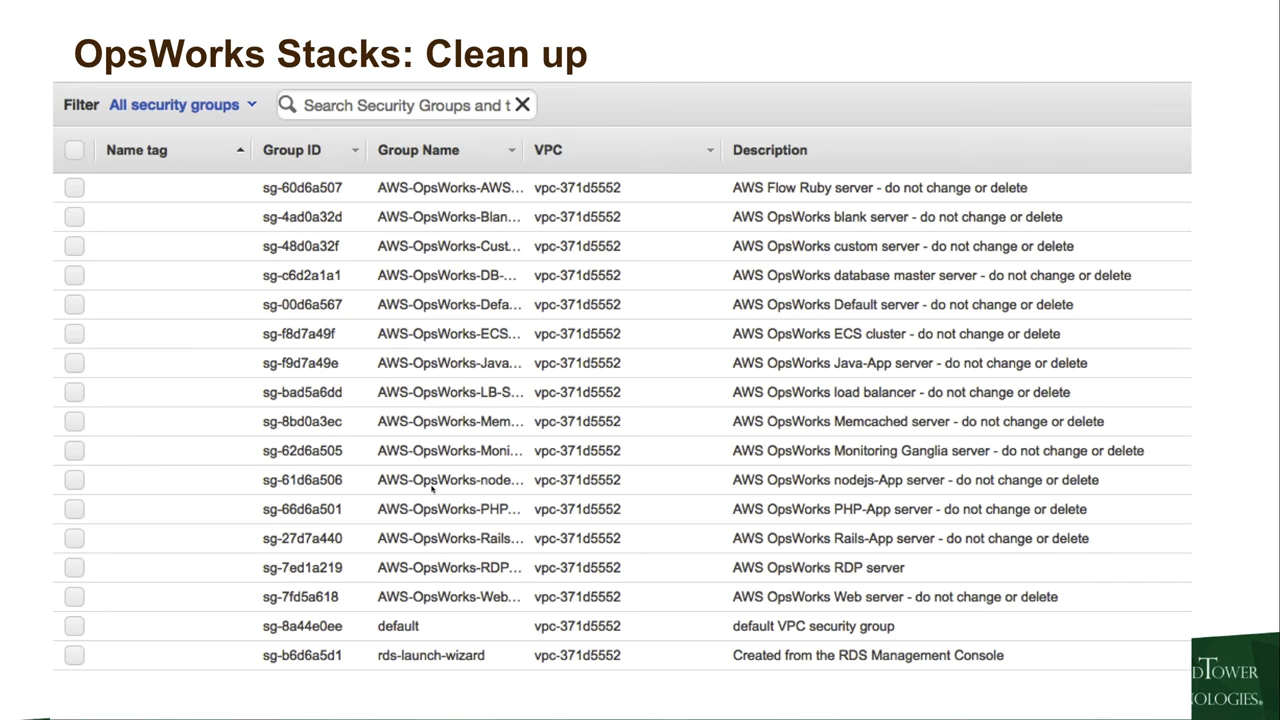 OpsWorks Stacks: Clean up
Filter All security groups Search Security Groups and t
Name tag Group ID Group Name VPC Description
sg-60d6a507 AWS-OpsWorks-AWS... vpc-371d5552 AWS Flow Ruby server - do not change or delete
sg-4ad0a32d AWS-OpsWorks-Blan... vpc-371d5552 AWS OpsWorks blank server - do not change or delete
sg-48d0a32f AWS-OpsWorks-Cust... vpc-371d5552 AWS OpsWorks custom server - do not change or delete
sg-c6d2a1a1 AWS-OpsWorks-DB-... vpc-371d5552 AWS OpsWorks database master server - do not change or delete
sg-00d6a567 AWS-OpsWorks-Defa... vpc-371d5552 AWS OpsWorks Default server - do not change or delete
sg-f8d7a49f AWS-OpsWorks-ECS... vpc-371d5552 AWS OpsWorks ECS cluster - do not change or delete
sg-f9d7a49e AWS-OpsWorks-Java... vpc-371d5552 AWS OpsWorks Java-App server - do not change or delete
sg-bad5a6dd AWS-OpsWorks-LB-S... vpc-371d5552 AWS OpsWorks load balancer - do not change or delete
sg-8bd0a3ec AWS-OpsWorks-Mem... vpc-371d5552 AWS OpsWorks Memcached server - do not change or delete
sg-62d6a505 AWS-OpsWorks-Moni... vpc-371d5552 AWS OpsWorks Monitoring Ganglia server - do not change or delete
sg-61d6a506 AWS-OpsWorks-node... vpc-371d5552 AWS OpsWorks nodejs-App server - do not change or delete
sg-66d6a501 AWS-OpsWorks-PHP... vpc-371d5552 AWS OpsWorks PHP-App server - do not change or delete
sg-27d7a440 AWS-OpsWorks-Rails... vpc-371d5552 AWS OpsWorks Rails-App server - do not change or delete
sg-7ed1a219 AWS-OpsWorks-RDP... vpc-371d5552 AWS OpsWorks RDP server
sg-7fd5a618 AWS-OpsWorks-Web... vpc-371d5552 AWS OpsWorks Web server - do not change or delete
sg-8a44e0ee default vpc-371d5552 default VPC security group
sg-b6d6a5d1 rds-launch-wizard vpc-371d5552 Created from the RDS Management Console
DTOWER
OLOGIES®